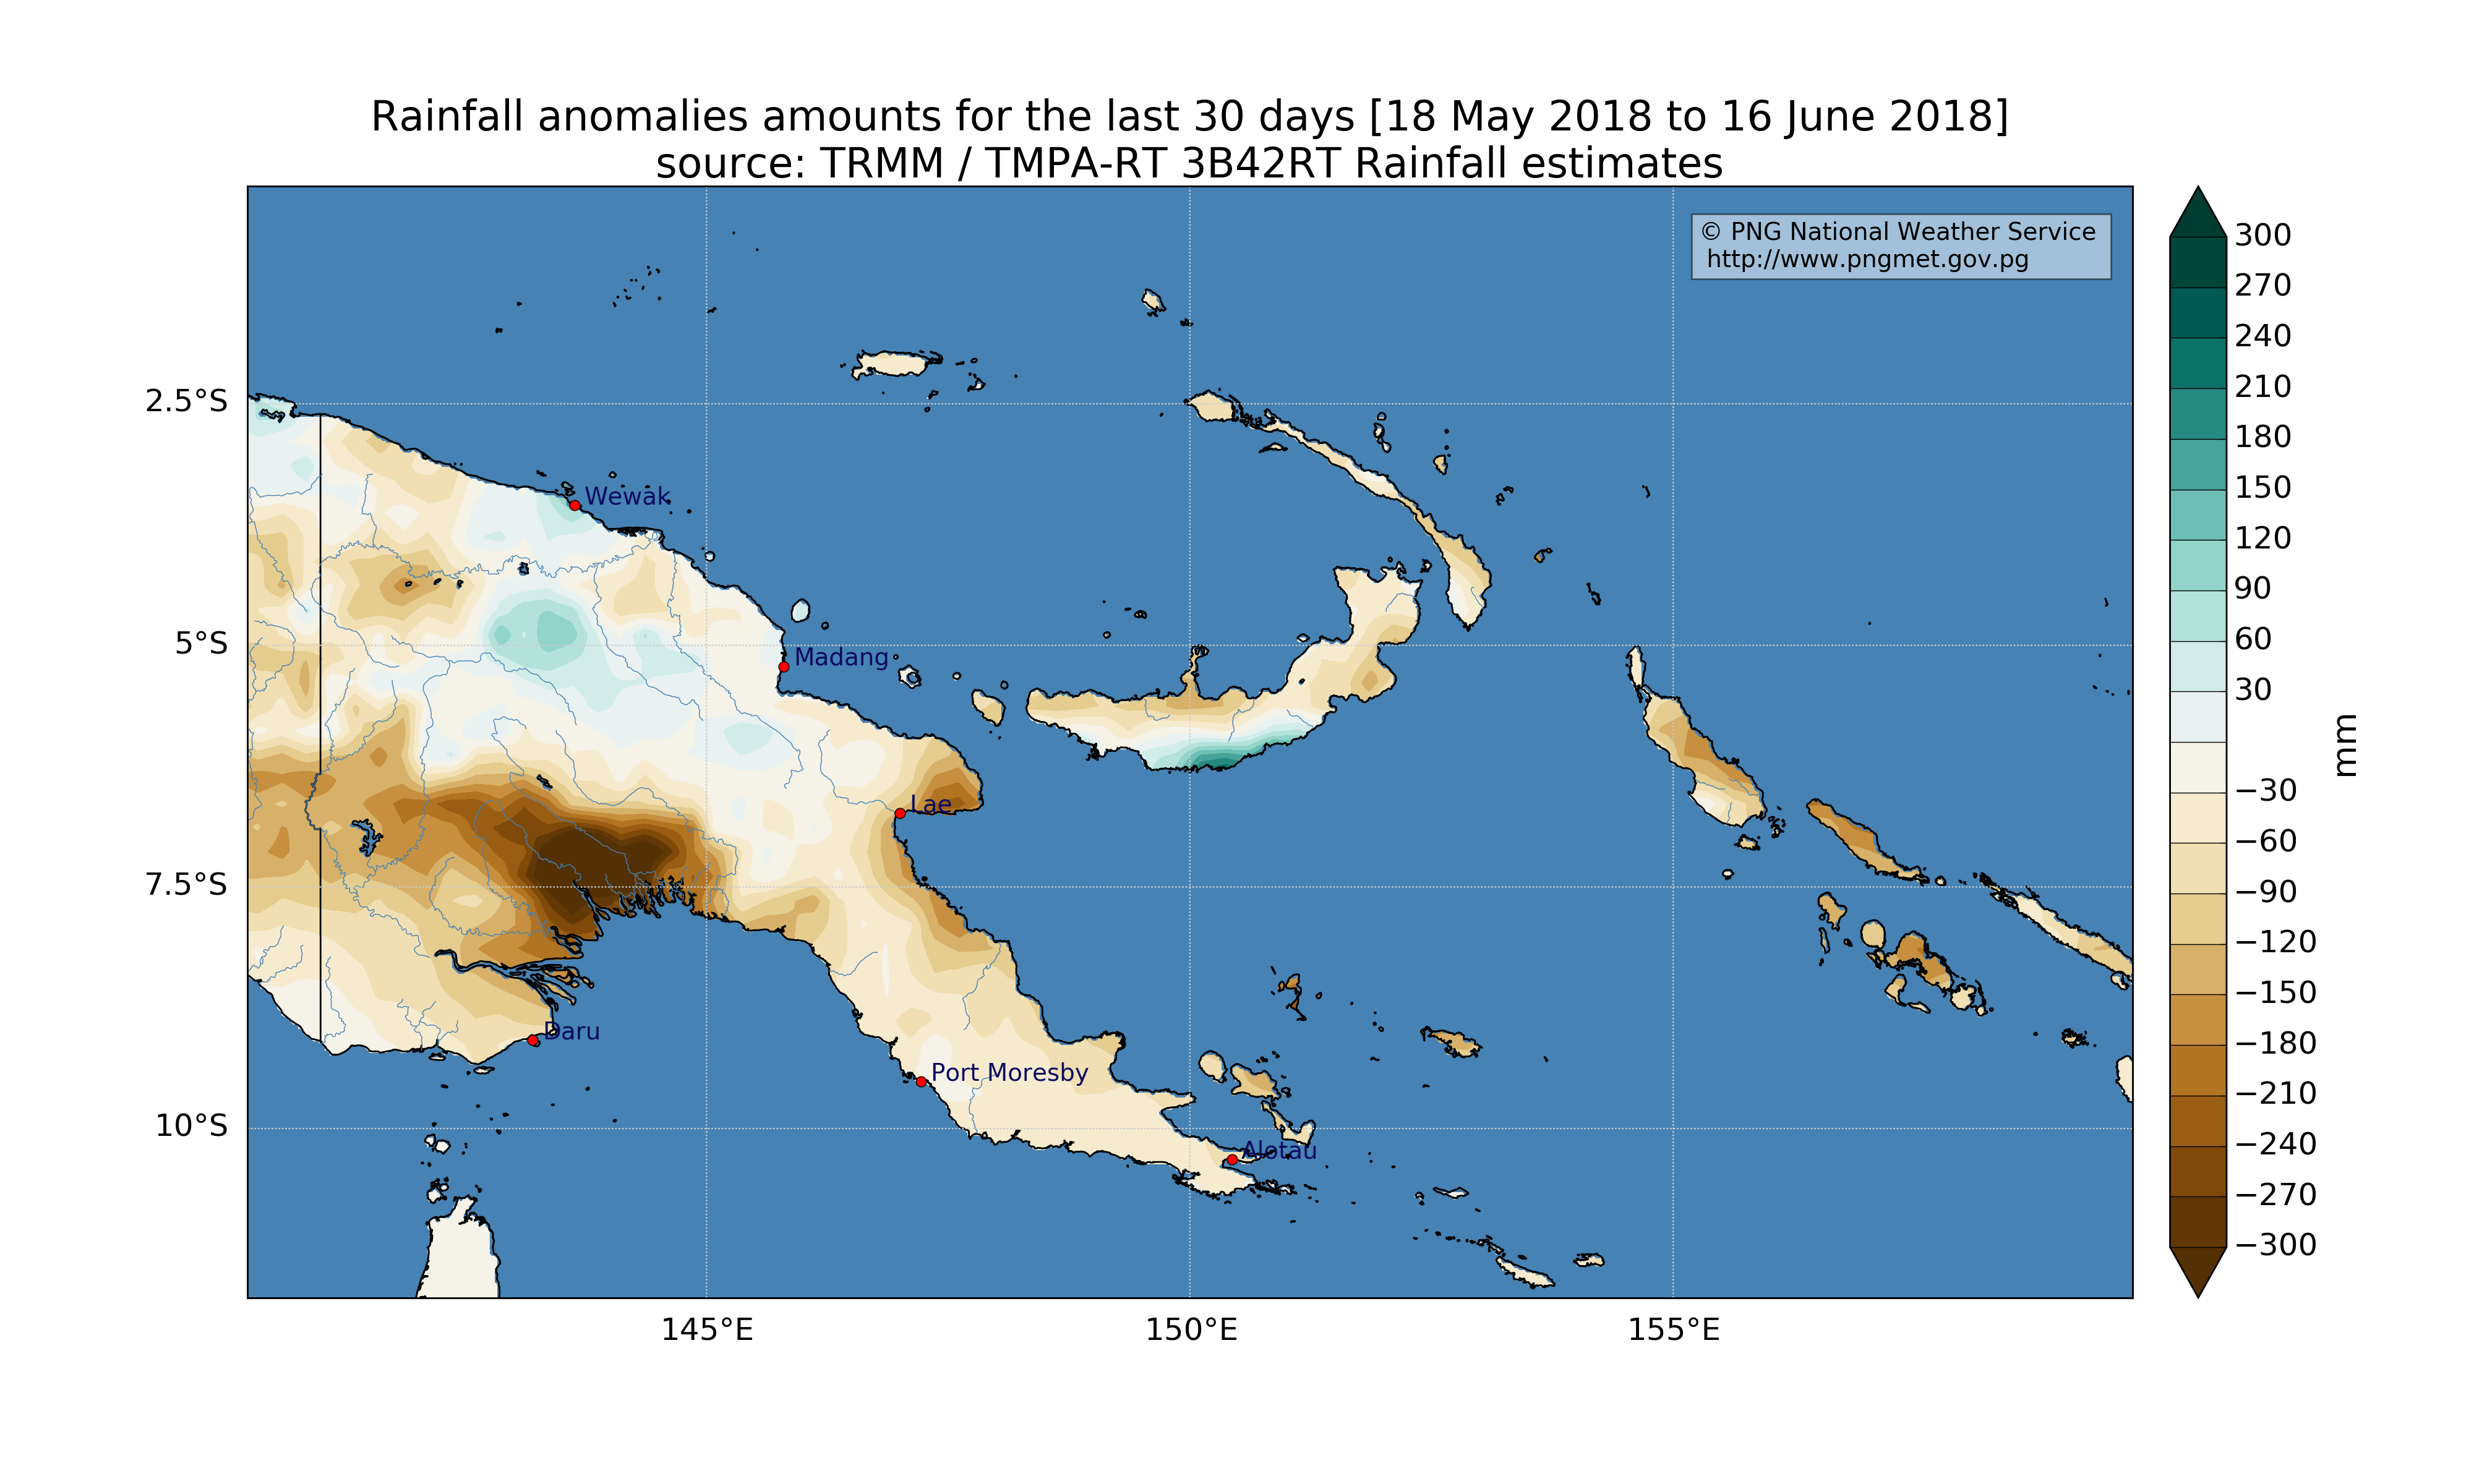 Rainfall anomalies amounts for the last 30 days [18 May 2018 to 16 June 2018]
source: TRMM / TMPA-RT 3B42RT Rainfall estimates
© PNG National Weather Service
http://www.pngmet.gov.pg
2.5°S
5°S
7.5°S
10°S
145°E
150°E
155°E
Wewak
Madang
Lae
Daru
Port Moresby
Alotau
300
270
240
210
180
150
120
90
60
30
−30
−60
−90
−120
−150
−180
−210
−240
−270
−300
mm